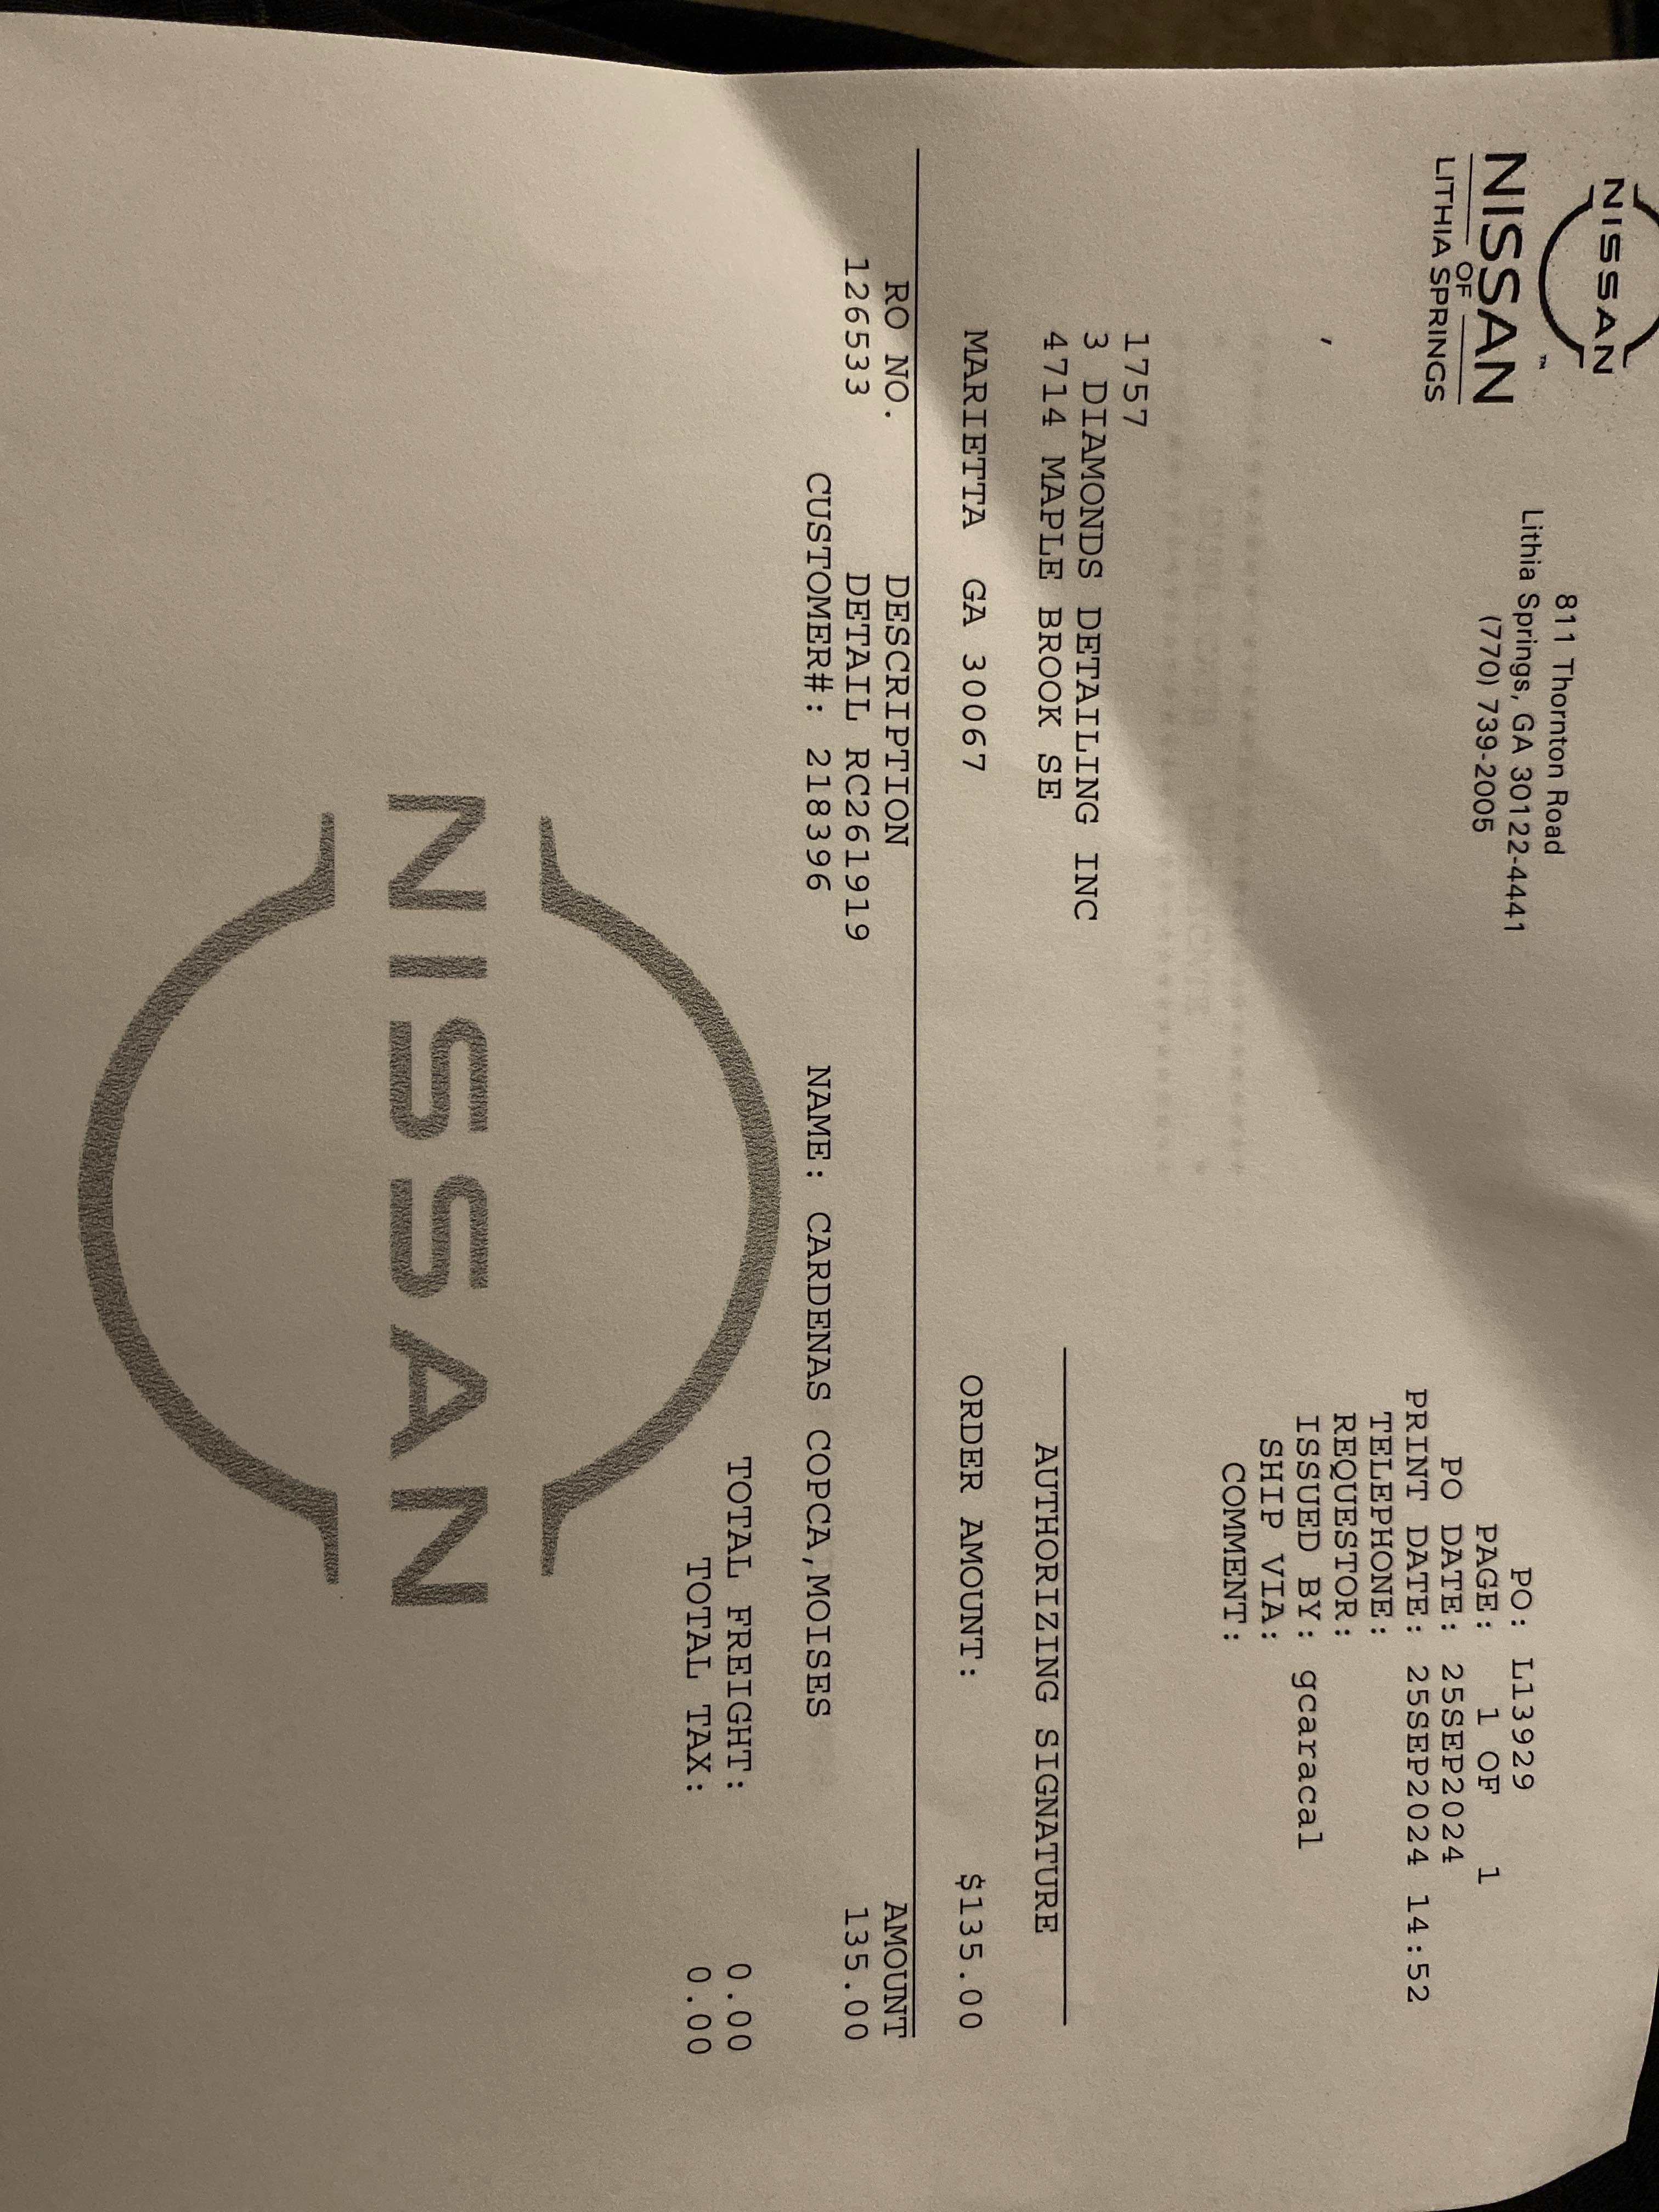 NISSAN
NISSAN
OF
LITHIA SPRINGS
811 Thornton Road
Lithia Springs, GA 30122-4441
(770) 739-2005
PO: L13929
PAGE: 1 OF 1
PO DATE: 25SEP2024
PRINT DATE: 25SEP2024 14:52
TELEPHONE:
REQUESTOR:
ISSUED BY: gcaracal
SHIP VIA:
COMMENT:
,
1757
3 DIAMONDS DETAILING INC
4714 MAPLE BROOK SE
MARIETTA GA 30067
AUTHORIZING SIGNATURE
ORDER AMOUNT: $135.00
RO NO. DESCRIPTION AMOUNT
126533 DETAIL RC261919 135.00
CUSTOMER#: 218396 NAME: CARDENAS COPCA,MOISES
TOTAL FREIGHT: 0.00
TOTAL TAX: 0.00
NISSAN